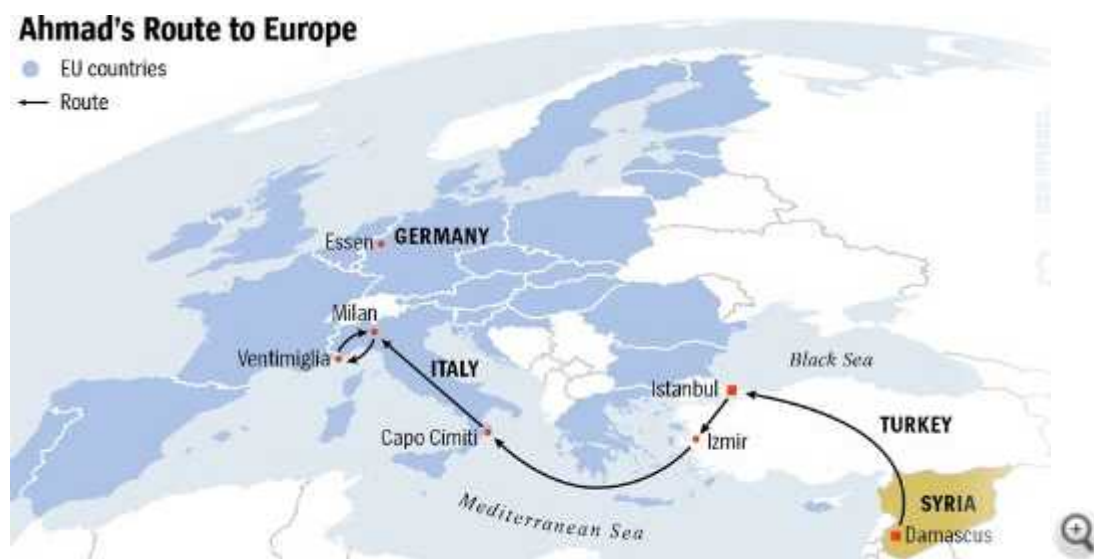 Ahmad's Route to Europe
EU countries
Route
Essen
GERMANY
Milan
Ventimiglia
ITALY
Black Sea
Istanbul
Capo Cimiti
Izmir
TURKEY
Mediterranean Sea
SYRIA
Damascus